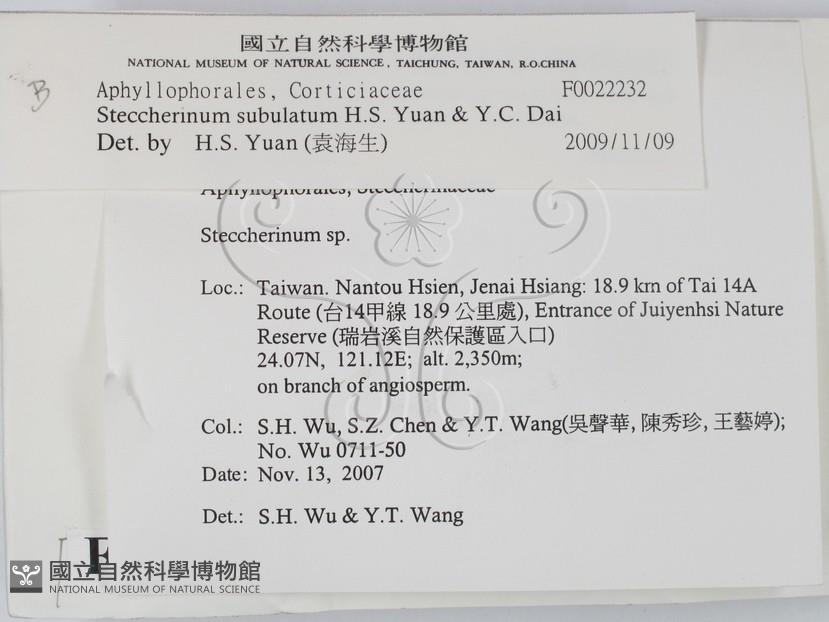 國立自然科學博物館
NATIONAL MUSEUM OF NATURAL SCIENCE, TAICHUNG, TAIWAN, R.O.CHINA
B
Aphyllophorales, Corticiaceae F0022232
Steccherinum subulatum H.S. Yuan & Y.C. Dai
Det. by H.S. Yuan (袁海生) 2009/11/09
Aphyllophorales, Steccherinaceae
Steccherinum sp.
Loc.: Taiwan. Nantou Hsien, Jenai Hsiang: 18.9 km of Tai 14A
Route (台14甲線 18.9 公里處), Entrance of Juiyenhsi Nature
Reserve (瑞岩溪自然保護區入口)
24.07N, 121.12E; alt. 2,350m;
on branch of angiosperm.
Col.: S.H. Wu, S.Z. Chen & Y.T. Wang(吳聲華, 陳秀珍, 王藝婷);
No. Wu 0711-50
Date: Nov. 13, 2007
Det.: S.H. Wu & Y.T. Wang
F
國立自然科學博物館
NATIONAL MUSEUM OF NATURAL SCIENCE